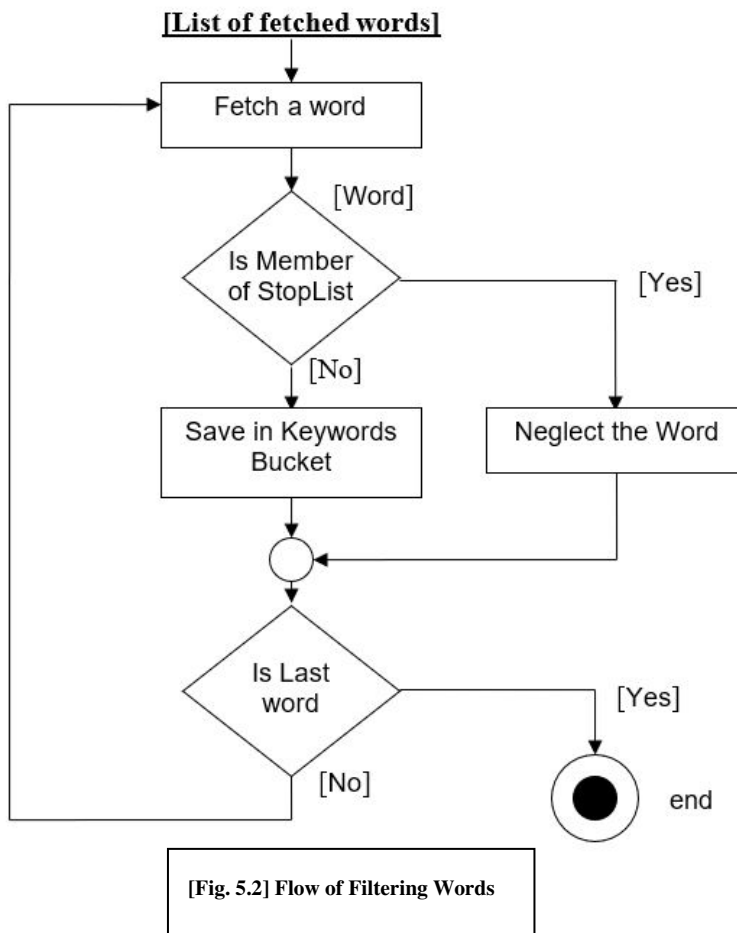 [List of fetched words]
Fetch a word
[Word]
Is Member
of StopList
[Yes]
[No]
Save in Keywords
Bucket
Neglect the Word
Is Last
word
[Yes]
[No]
end
[Fig. 5.2] Flow of Filtering Words